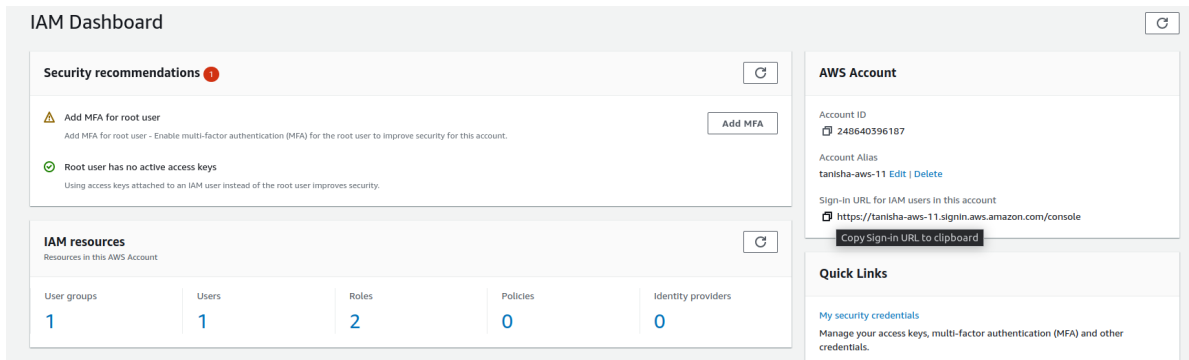 IAM Dashboard
Security recommendations 1
Add MFA for root user
Add MFA for root user - Enable multi-factor authentication (MFA) for the root user to improve security for this account.
Add MFA
Root user has no active access keys
Using access keys attached to an IAM user instead of the root user improves security.
IAM resources
Resources in this AWS Account
User groups
1
Users
1
Roles
2
Policies
0
Identity providers
0
AWS Account
Account ID
248640396187
Account Alias
tanisha-aws-11 Edit | Delete
Sign-in URL for IAM users in this account
https://tanisha-aws-11.signin.aws.amazon.com/console
Copy Sign-in URL to clipboard
Quick Links
My security credentials
Manage your access keys, multi-factor authentication (MFA) and other
credentials.